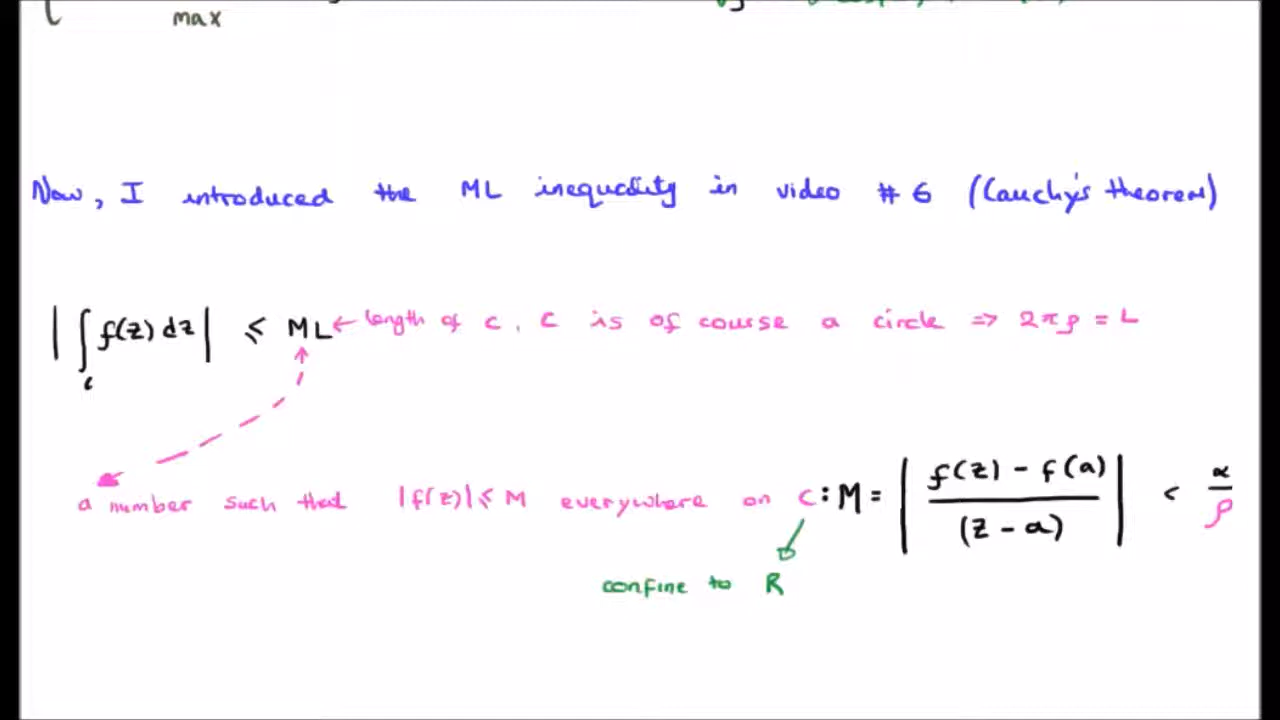 max
Now, I introduced the ML inequality in video # 6 (Cauchy's theorem)
| ∫_c f(z) dz | ≤ ML ← length of c, c is of course a circle ⇒ 2πρ = L
a number such that |f(z)| ≤ M everywhere on c : M = | (f(z) - f(a)) / (z - a) | < α/ρ
confine to R